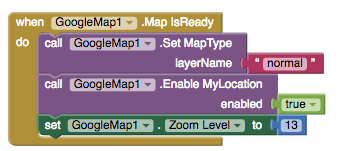 when GoogleMap1 .Map IsReady
do call GoogleMap1 .Set MapType
layerName " normal "
call GoogleMap1 .Enable MyLocation
enabled true
set GoogleMap1 . Zoom Level to 13